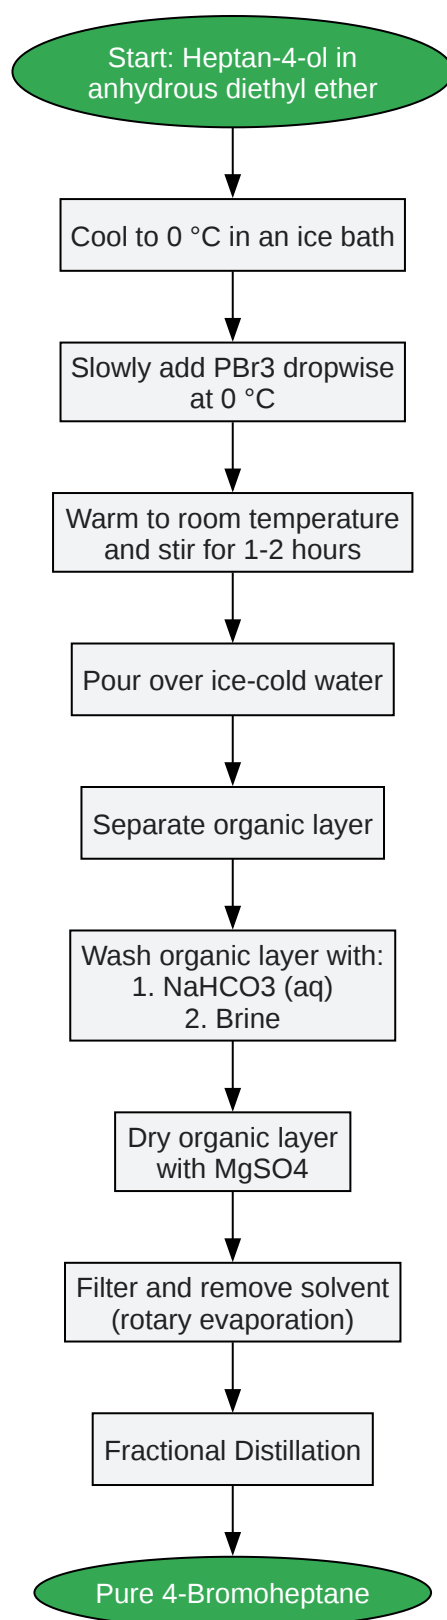 Start: Heptan-4-ol in
anhydrous diethyl ether
Cool to 0 °C in an ice bath
Slowly add PBr3 dropwise
at 0 °C
Warm to room temperature
and stir for 1-2 hours
Pour over ice-cold water
Separate organic layer
Wash organic layer with:
1. NaHCO3 (aq)
2. Brine
Dry organic layer
with MgSO4
Filter and remove solvent
(rotary evaporation)
Fractional Distillation
Pure 4-Bromoheptane